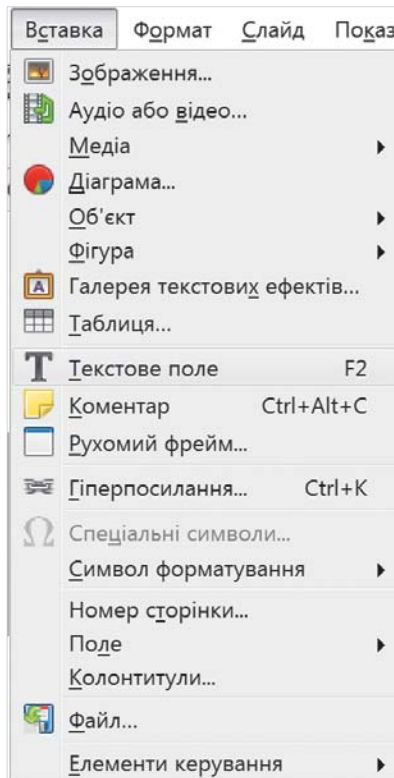 Вставка Формат Слайд Показ
Зображення...
Аудіо або відео...
Медіа
Діаграма...
Об'єкт
Фігура
Галерея текстових ефектів...
Таблиця...
Текстове поле F2
Коментар Ctrl+Alt+C
Рухомий фрейм...
Гіперпосилання... Ctrl+K
Спеціальні символи...
Символ форматування
Номер сторінки...
Поле
Колонтитули...
Файл...
Елементи керування